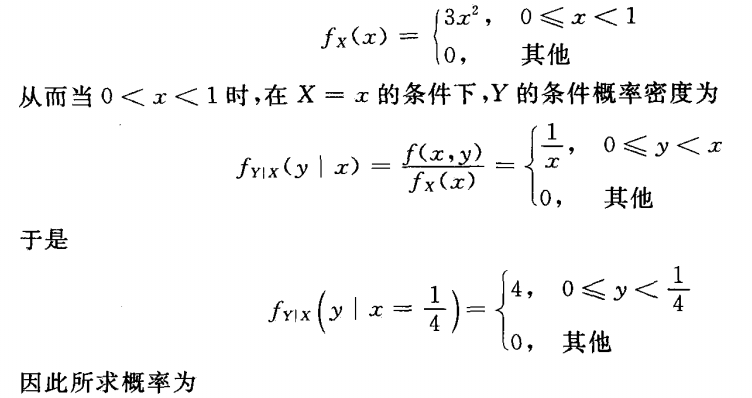 f_X(x) = {3x², 0 ⩽ x < 1
0, 其他
从而当 0 < x < 1 时,在 X = x 的条件下,Y 的条件概率密度为
f_{Y|X}(y | x) = f(x,y)/f_X(x) = {1/x, 0 ⩽ y < x
0, 其他
于是
f_{Y|X}(y | x = 1/4) = {4, 0 ⩽ y < 1/4
0, 其他
因此所求概率为